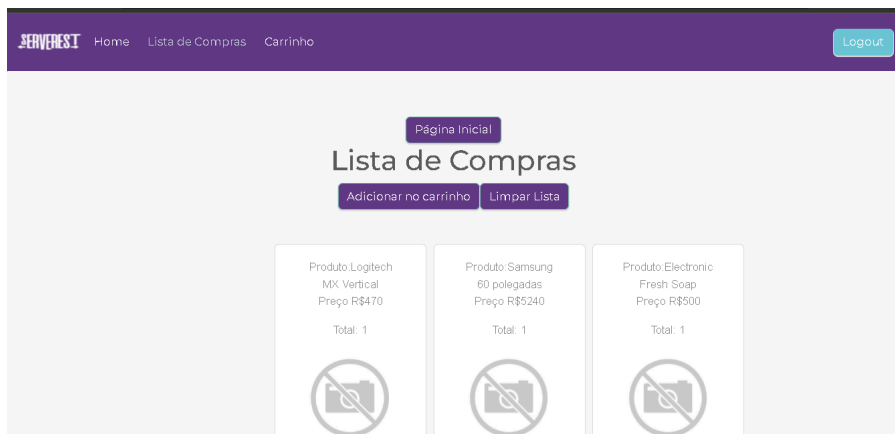 SERVEREST Home Lista de Compras Carrinho Logout
Página Inicial
Lista de Compras
Adicionar no carrinho Limpar Lista
Produto:Logitech
MX Vertical
Preço R$470
Total: 1
Produto:Samsung
60 polegadas
Preço R$5240
Total: 1
Produto:Electronic
Fresh Soap
Preço R$500
Total: 1